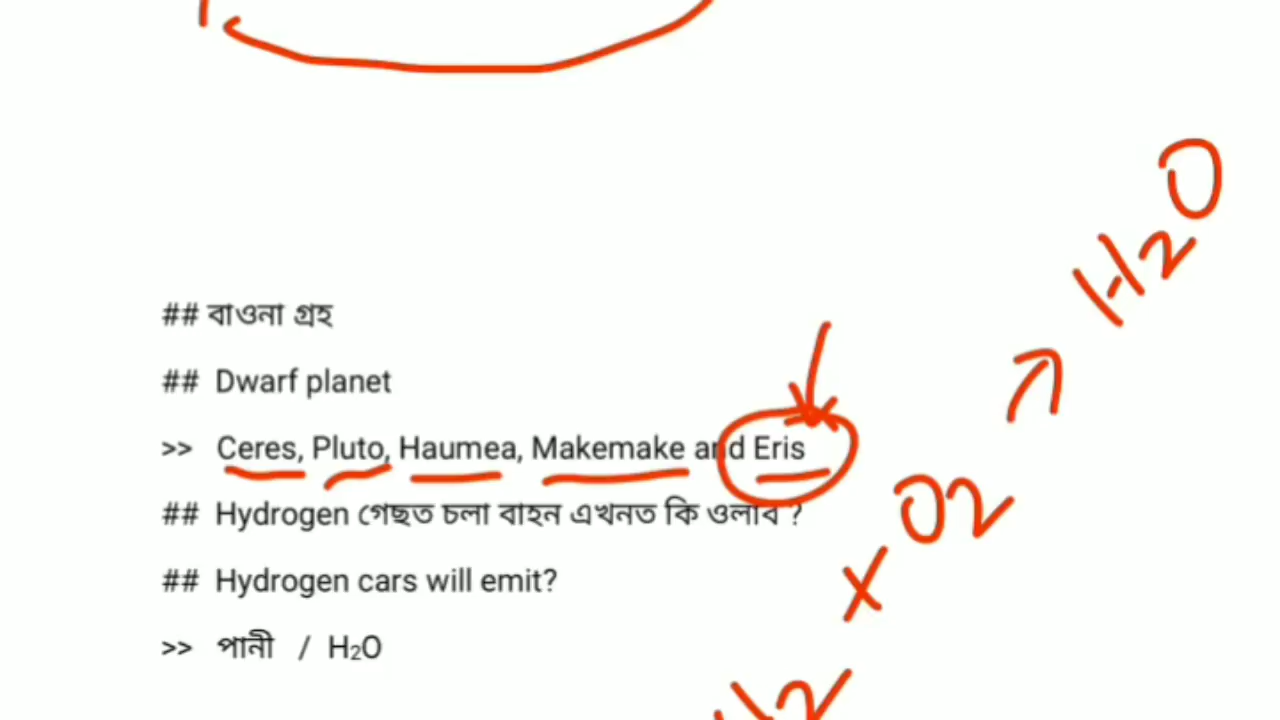 ## বাওনা গ্ৰহ
## Dwarf planet
>> Ceres, Pluto, Haumea, Makemake and Eris
## Hydrogen গেছত চলা বাহন এখনত কি ওলাব ?
## Hydrogen cars will emit?
>> পানী / H₂O
H2 x O2 → H2O